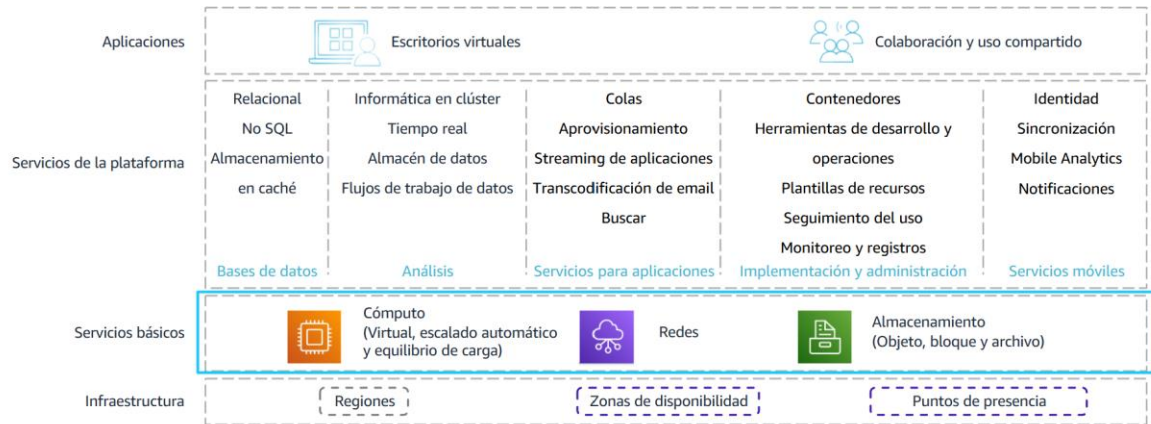 Aplicaciones
Escritorios virtuales
Colaboración y uso compartido
Servicios de la plataforma
Relacional
No SQL
Almacenamiento
en caché
Bases de datos
Informática en clúster
Tiempo real
Almacén de datos
Flujos de trabajo de datos
Análisis
Colas
Aprovisionamiento
Streaming de aplicaciones
Transcodificación de email
Buscar
Servicios para aplicaciones
Contenedores
Herramientas de desarrollo y
operaciones
Plantillas de recursos
Seguimiento del uso
Monitoreo y registros
Implementación y administración
Identidad
Sincronización
Mobile Analytics
Notificaciones
Servicios móviles
Servicios básicos
Cómputo
(Virtual, escalado automático
y equilibrio de carga)
Redes
Almacenamiento
(Objeto, bloque y archivo)
Infraestructura
Regiones
Zonas de disponibilidad
Puntos de presencia